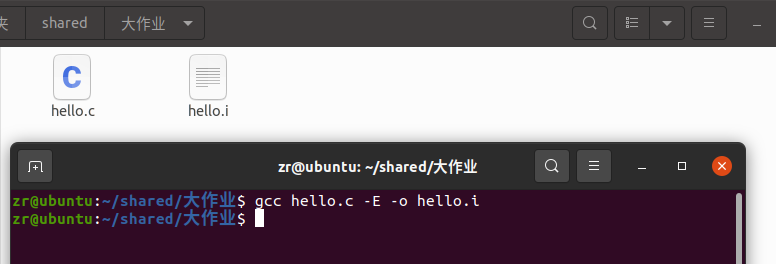 夹 shared 大作业
C
hello.c hello.i
zr@ubuntu: ~/shared/大作业
zr@ubuntu:~/shared/大作业$ gcc hello.c -E -o hello.i
zr@ubuntu:~/shared/大作业$